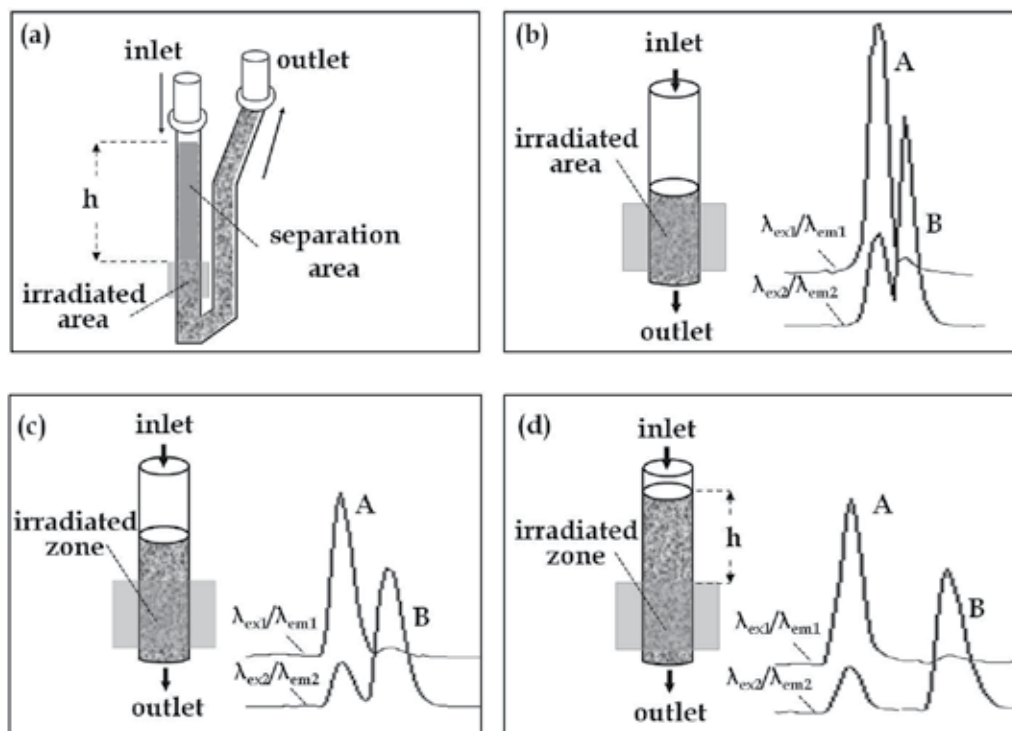 (a)
inlet
outlet
h
separation
area
irradiated
area
(b)
inlet
A
irradiated
area
B
λex1/λem1
λex2/λem2
outlet
(c)
inlet
A
irradiated
zone
B
λex1/λem1
λex2/λem2
outlet
(d)
inlet
A
h
irradiated
zone
B
λex1/λem1
λex2/λem2
outlet